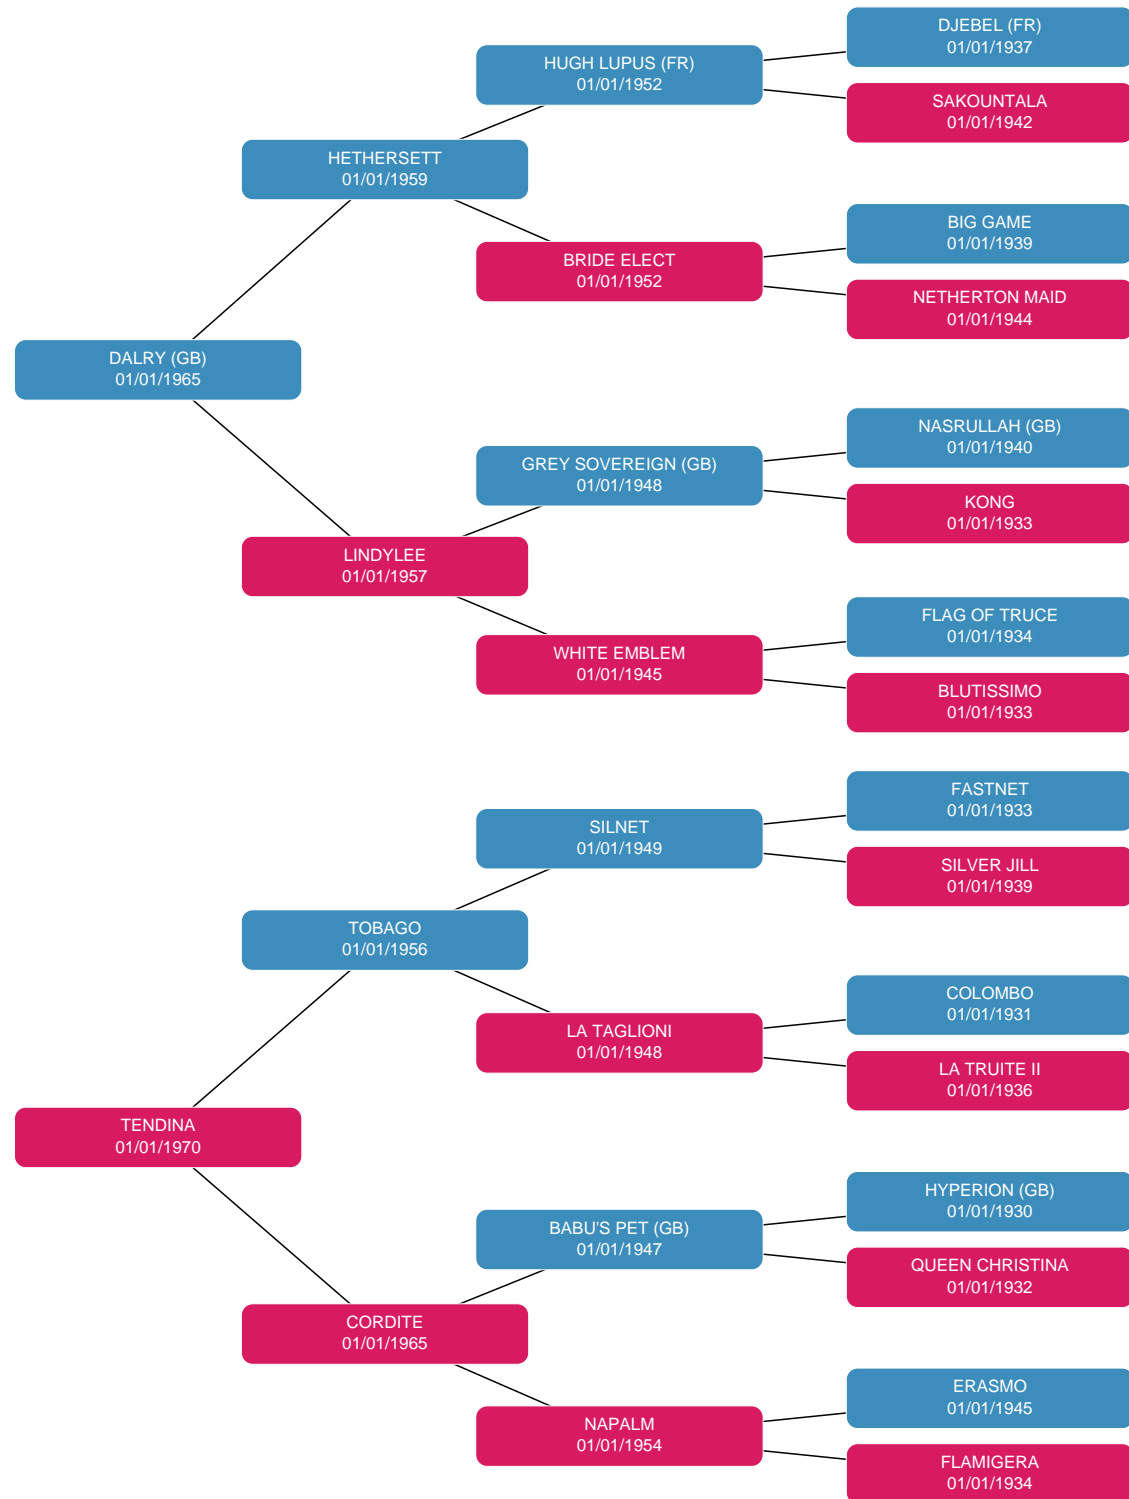 DJEBEL (FR)
01/01/1937
HUGH LUPUS (FR)
01/01/1952
SAKOUNTALA
01/01/1942
HETHERSETT
01/01/1959
BIG GAME
01/01/1939
BRIDE ELECT
01/01/1952
NETHERTON MAID
01/01/1944
DALRY (GB)
01/01/1965
NASRULLAH (GB)
01/01/1940
GREY SOVEREIGN (GB)
01/01/1948
KONG
01/01/1933
LINDYLEE
01/01/1957
FLAG OF TRUCE
01/01/1934
WHITE EMBLEM
01/01/1945
BLUTISSIMO
01/01/1933
FASTNET
01/01/1933
SILNET
01/01/1949
SILVER JILL
01/01/1939
TOBAGO
01/01/1956
COLOMBO
01/01/1931
LA TAGLIONI
01/01/1948
LA TRUITE II
01/01/1936
TENDINA
01/01/1970
HYPERION (GB)
01/01/1930
BABU'S PET (GB)
01/01/1947
QUEEN CHRISTINA
01/01/1932
CORDITE
01/01/1965
ERASMO
01/01/1945
NAPALM
01/01/1954
FLAMIGERA
01/01/1934